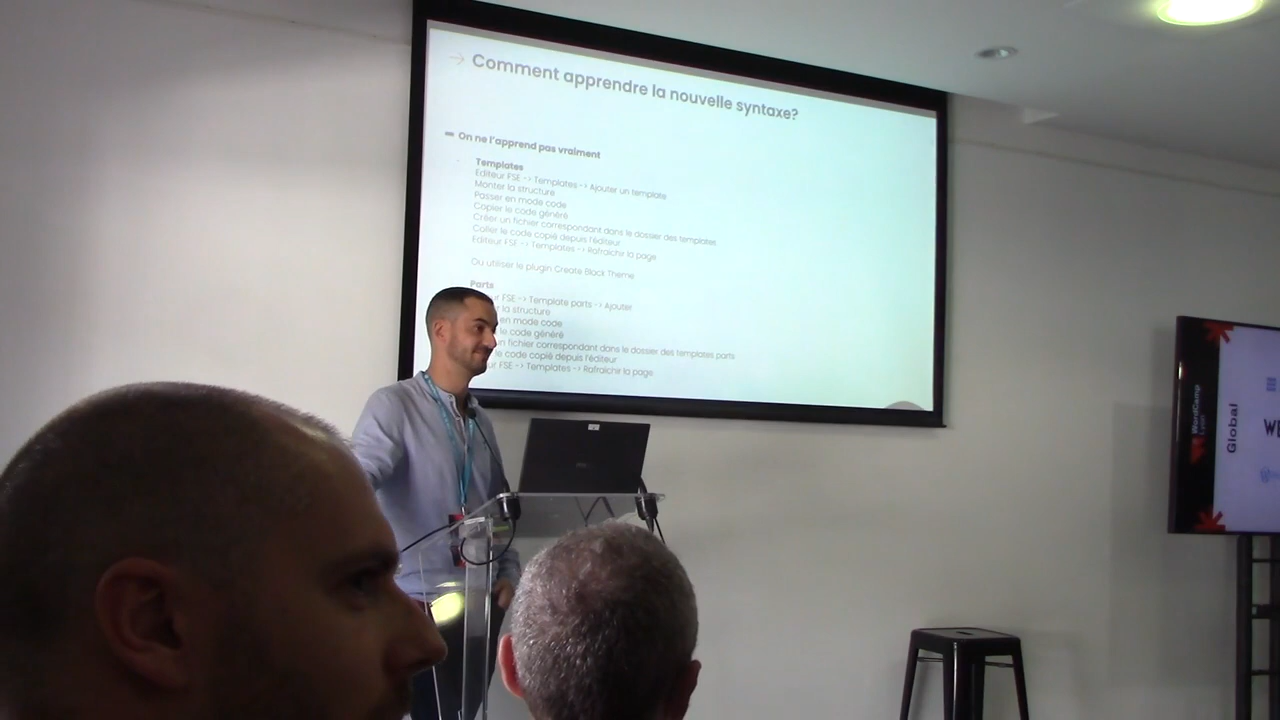 → Comment apprendre la nouvelle syntaxe?
On ne l'apprend pas vraiment
Templates
Editeur FSE -> Templates -> Ajouter un template
Monter la structure
Passer en mode code
Copier le code généré
Créer un fichier correspondant dans le dossier des templates
Coller le code copié depuis l'éditeur
Editeur FSE -> Templates -> Rafraichir la page
Ou utiliser le plugin Create Block Theme
Parts
FSE -> Template parts -> Ajouter
la structure
en mode code
le code généré
fichier correspondant dans le dossier des templates parts
le code copié depuis l'éditeur
FSE -> Templates -> Rafraichir la page
WordCamp
Global